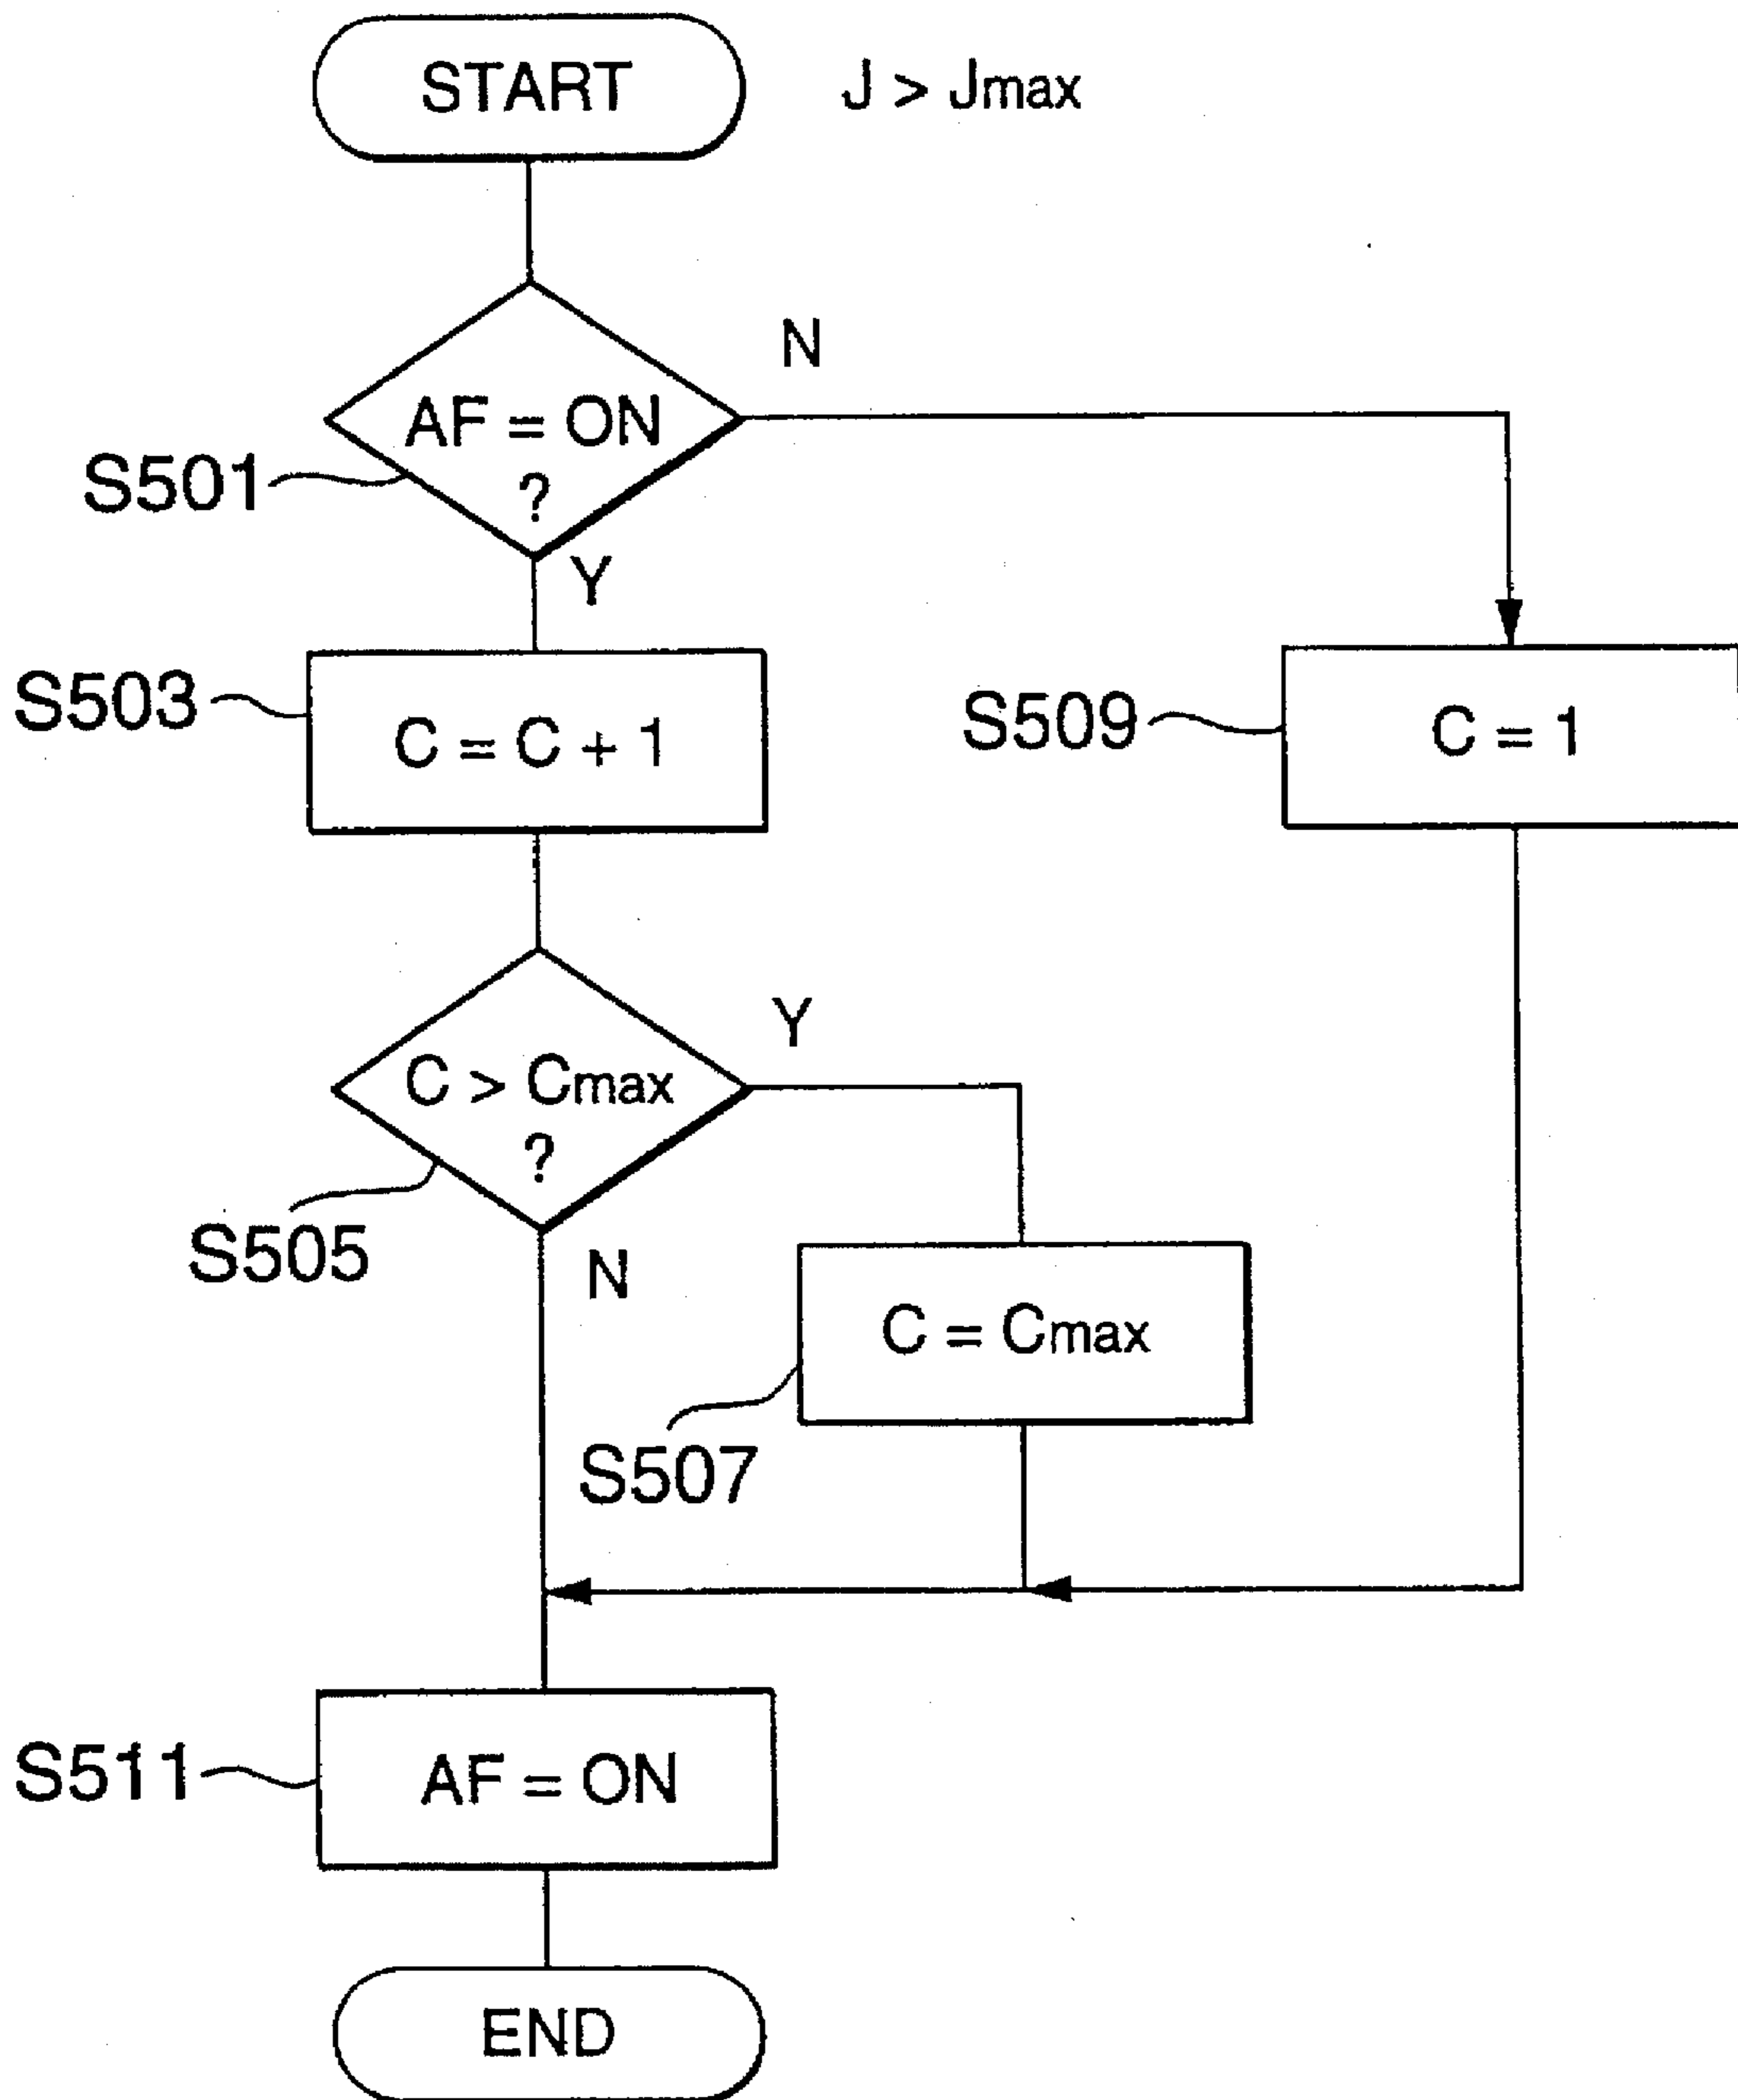 START
J > Jmax
N
AF = ON
?
S501
Y
S503
C = C + 1
S509
C = 1
Y
C > Cmax
?
S505
N
C = Cmax
S507
S511
AF = ON
END